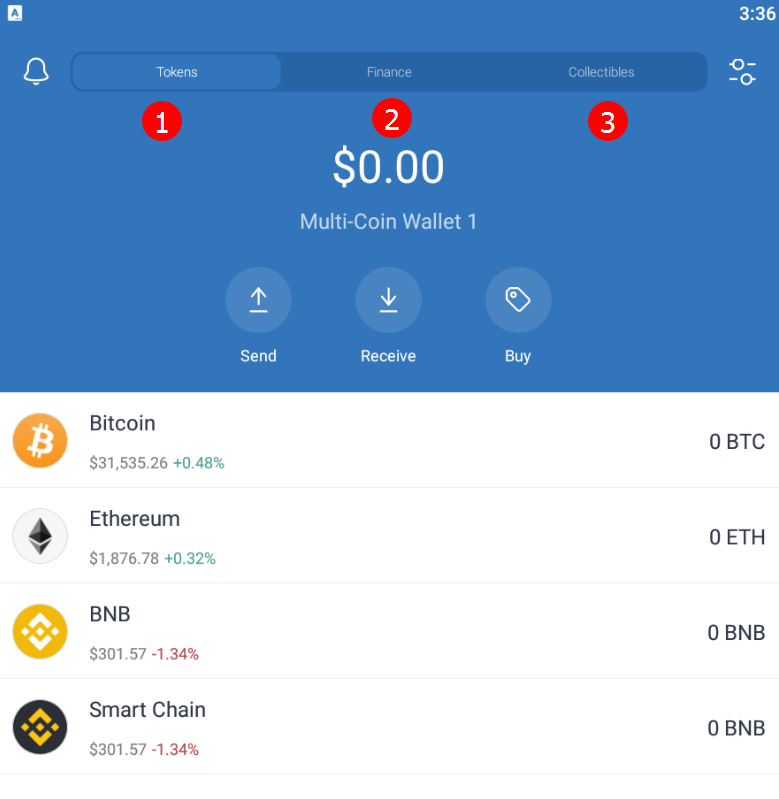 A
3:36
Tokens Finance Collectibles
1 2 3
$0.00
Multi-Coin Wallet 1
Send Receive Buy
Bitcoin
0 BTC
$31,535.26 +0.48%
Ethereum
0 ETH
$1,876.78 +0.32%
BNB
0 BNB
$301.57 -1.34%
Smart Chain
0 BNB
$301.57 -1.34%